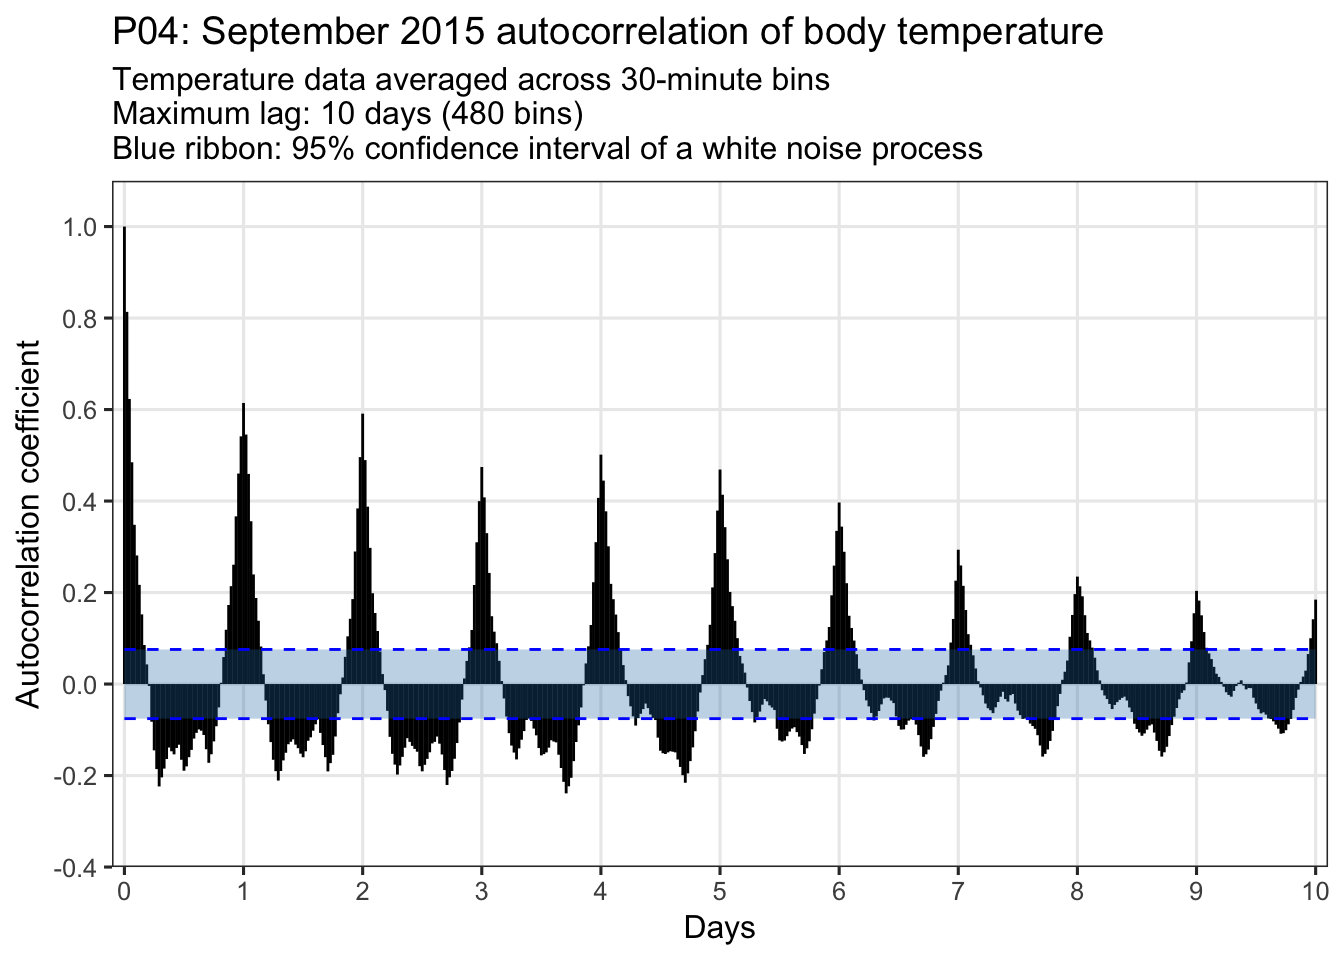 P04: September 2015 autocorrelation of body temperature
Temperature data averaged across 30-minute bins
Maximum lag: 10 days (480 bins)
Blue ribbon: 95% confidence interval of a white noise process
Autocorrelation coefficient
1.0
0.8
0.6
0.4
0.2
0.0
-0.2
-0.4
0 1 2 3 4 5 6 7 8 9 10
Days